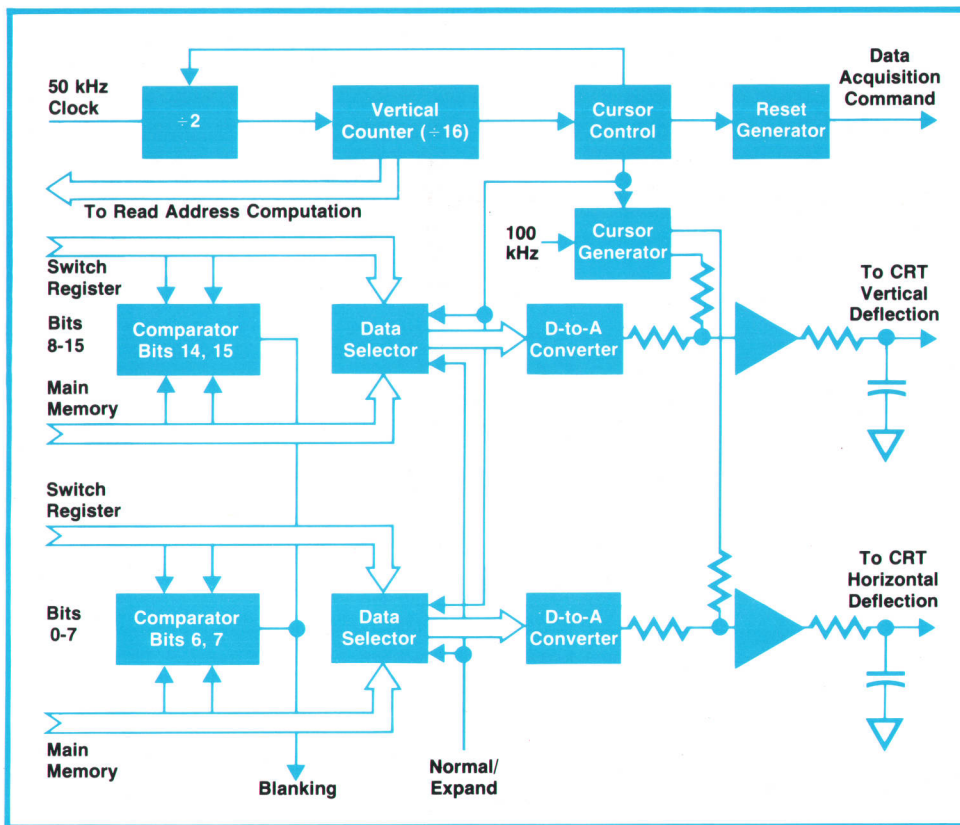 50 kHz
Clock
÷2
Vertical
Counter (÷16)
Cursor
Control
Reset
Generator
Data
Acquisition
Command
To Read Address Computation
100
kHz
Cursor
Generator
Switch
Register
Bits
8-15
Comparator
Bits 14, 15
Data
Selector
D-to-A
Converter
To CRT
Vertical
Deflection
Main
Memory
Switch
Register
Bits
0-7
Comparator
Bits 6, 7
Data
Selector
D-to-A
Converter
To CRT
Horizontal
Deflection
Main
Memory
Blanking
Normal/
Expand